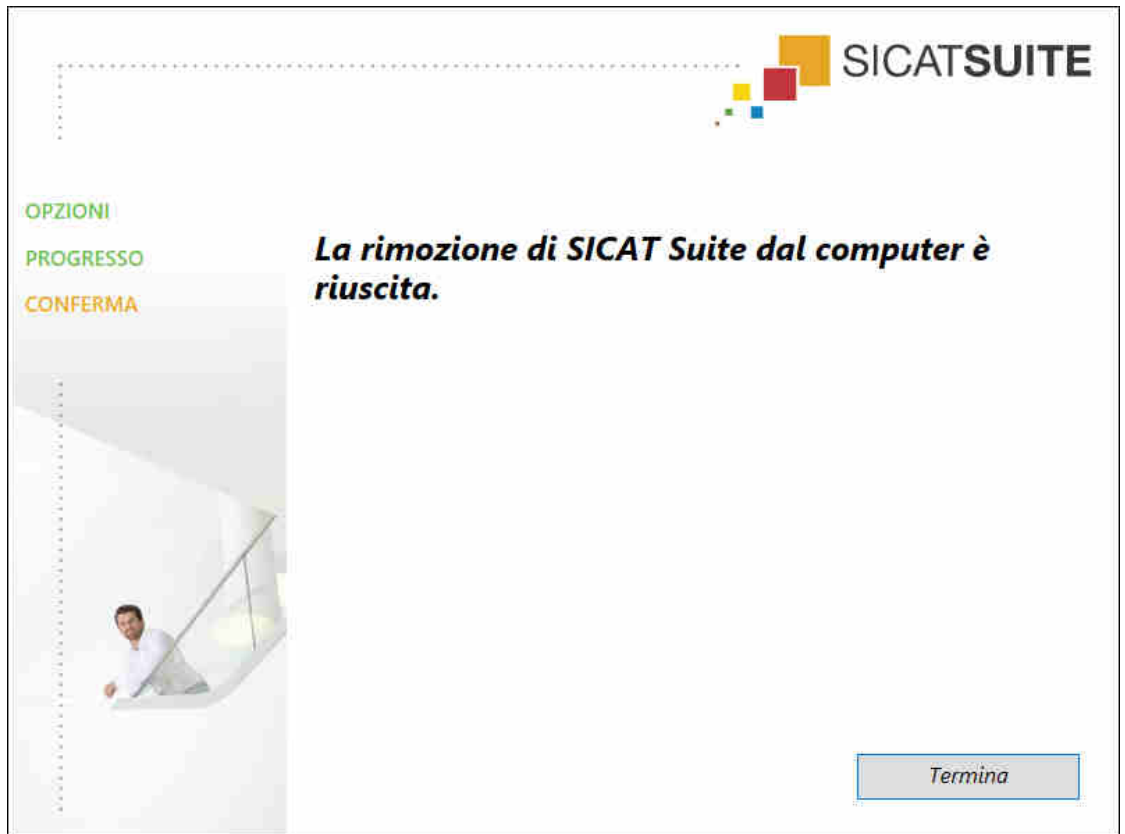 SICATSUITE
OPZIONI
PROGRESSO
CONFERMA
La rimozione di SICAT Suite dal computer è
riuscita.
Termina